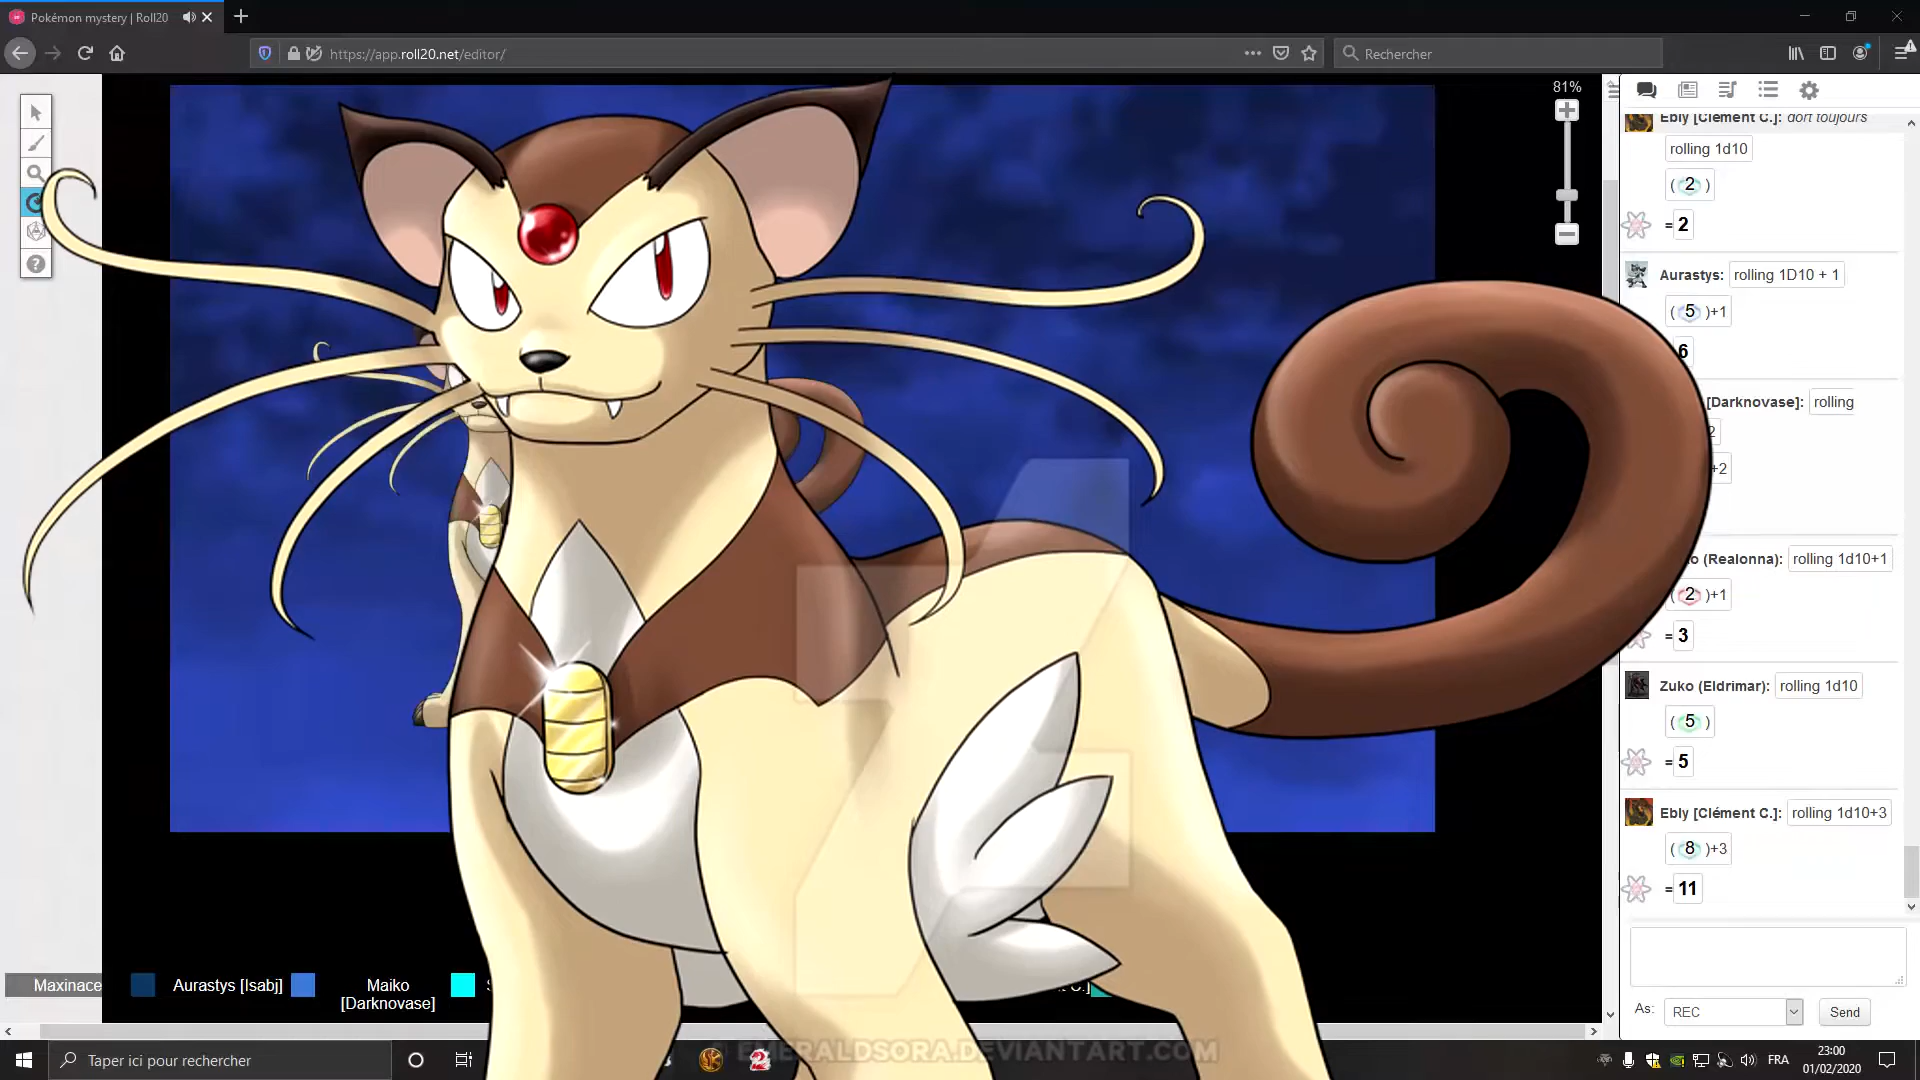 Pokémon mystery | Roll20
https://app.roll20.net/editor/
Rechercher
81%
Ebly [Clément C.]: dort toujours
rolling 1d10
( 2 )
= 2
Aurastys: rolling 1D10 + 1
( 5 )+1
6
[Darknovase]: rolling
2
+2
(Realonna): rolling 1d10+1
( 2 )+1
= 3
Zuko (Eldrimar): rolling 1d10
( 5 )
= 5
Ebly [Clément C.]: rolling 1d10+3
( 8 )+3
= 11
Maxinace
Aurastys [Isabj]
Maiko
[Darknovase]
As: REC
Send
© EMERALDSORA.DEVIANTART.COM
Taper ici pour rechercher
FRA
23:00
01/02/2020